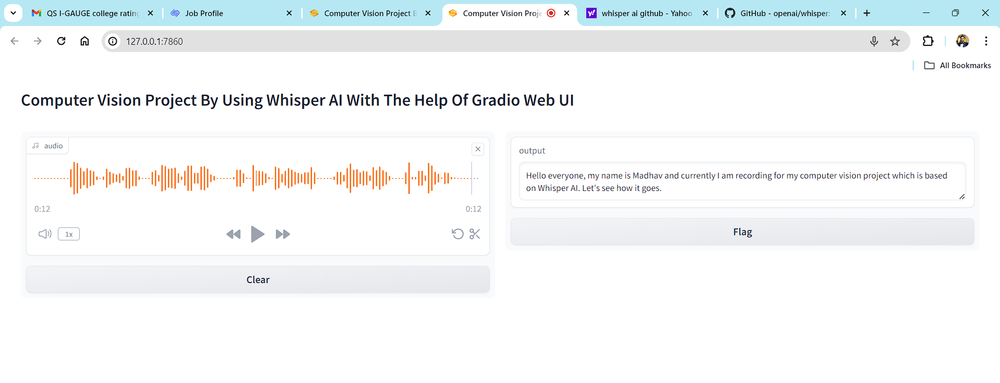 QS I-GAUGE college rating
Job Profile
Computer Vision Project B
Computer Vision Proje
whisper ai github - Yahoo
GitHub - openai/whisper:
127.0.0.1:7860
All Bookmarks
Computer Vision Project By Using Whisper AI With The Help Of Gradio Web UI
audio
0:12
0:12
1x
Clear
output
Hello everyone, my name is Madhav and currently I am recording for my computer vision project which is based
on Whisper AI. Let's see how it goes.
Flag